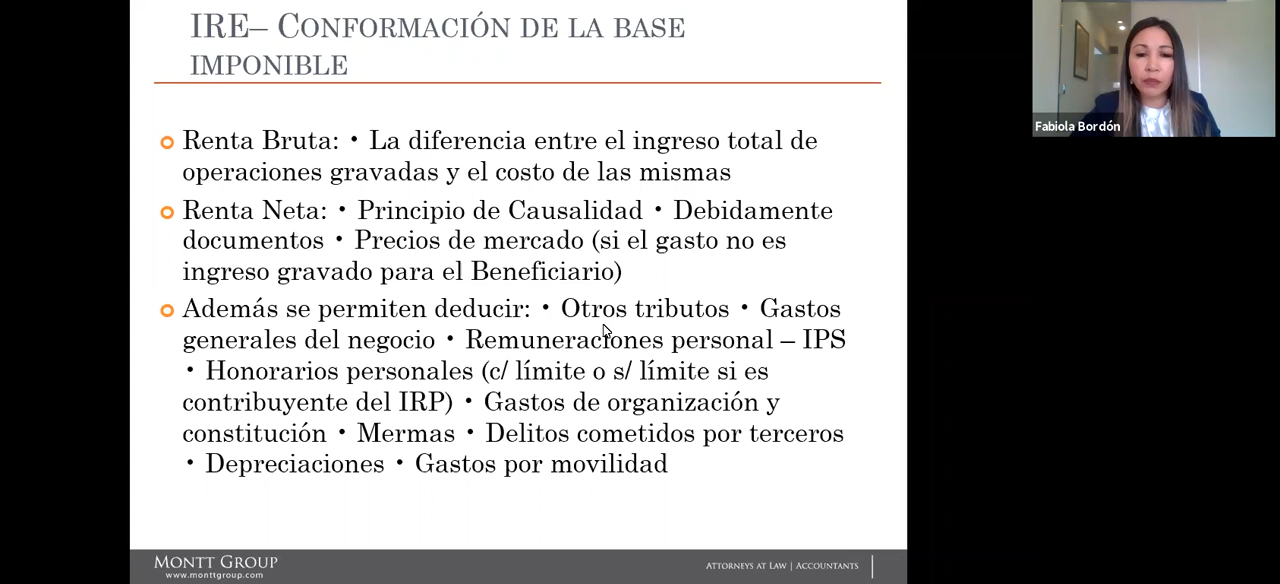 IRE– CONFORMACIÓN DE LA BASE
IMPONIBLE
Renta Bruta: • La diferencia entre el ingreso total de
operaciones gravadas y el costo de las mismas
Renta Neta: • Principio de Causalidad • Debidamente
documentos • Precios de mercado (si el gasto no es
ingreso gravado para el Beneficiario)
Además se permiten deducir: • Otros tributos • Gastos
generales del negocio • Remuneraciones personal – IPS
• Honorarios personales (c/ límite o s/ límite si es
contribuyente del IRP) • Gastos de organización y
constitución • Mermas • Delitos cometidos por terceros
• Depreciaciones • Gastos por movilidad
MONTT GROUP
www.monttgroup.com
ATTORNEYS AT LAW | ACCOUNTANTS
Fabiola Bordón